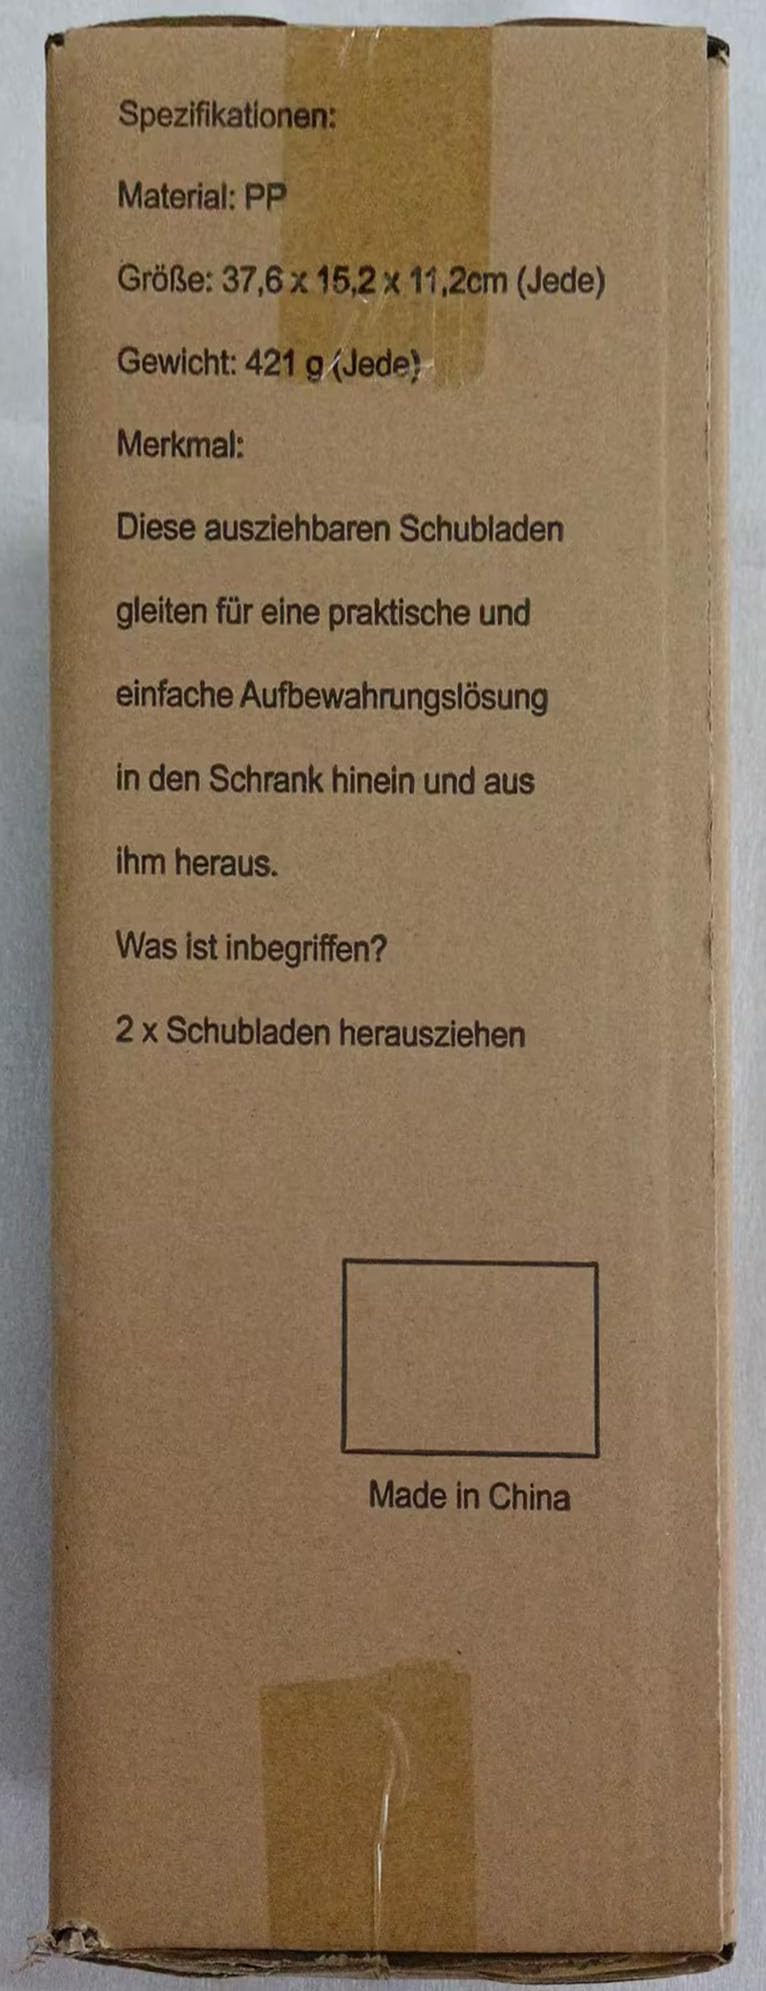 Spezifikationen:
Material: PP
Größe: 37,6 x 15,2 x 11,2cm (Jede)
Gewicht: 421 g (Jede)
Merkmal:
Diese ausziehbaren Schubladen
gleiten für eine praktische und
einfache Aufbewahrungslösung
in den Schrank hinein und aus
ihm heraus.
Was ist inbegriffen?
2 x Schubladen herausziehen
Made in China